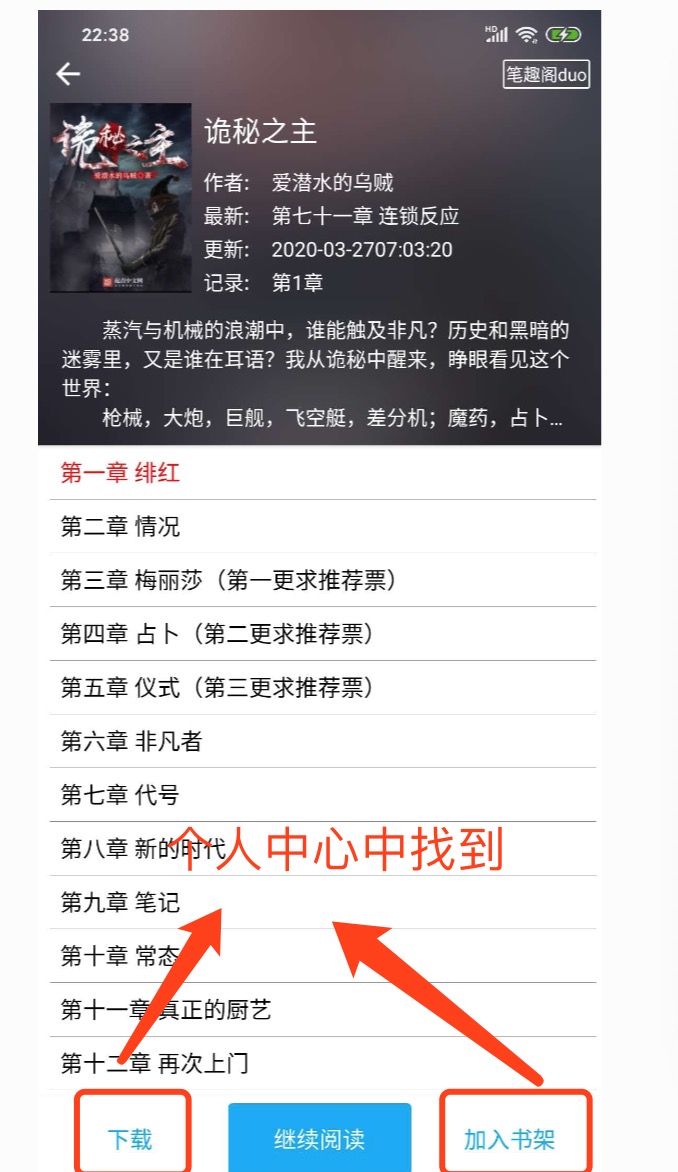 22:38
HD
笔趣阁duo
诡秘之主
爱潜水的乌贼 著
起点中文网
诡秘之主
作者: 爱潜水的乌贼
最新: 第七十一章 连锁反应
更新: 2020-03-2707:03:20
记录: 第1章
蒸汽与机械的浪潮中，谁能触及非凡？历史和黑暗的
迷雾里，又是谁在耳语？我从诡秘中醒来，睁眼看见这个
世界：
枪械，大炮，巨舰，飞空艇，差分机；魔药，占卜...
第一章 绯红
第二章 情况
第三章 梅丽莎（第一更求推荐票）
第四章 占卜（第二更求推荐票）
第五章 仪式（第三更求推荐票）
第六章 非凡者
第七章 代号
第八章 新的时代
个人中心中找到
第九章 笔记
第十章 常态
第十一章 真正的厨艺
第十二章 再次上门
下载
继续阅读
加入书架